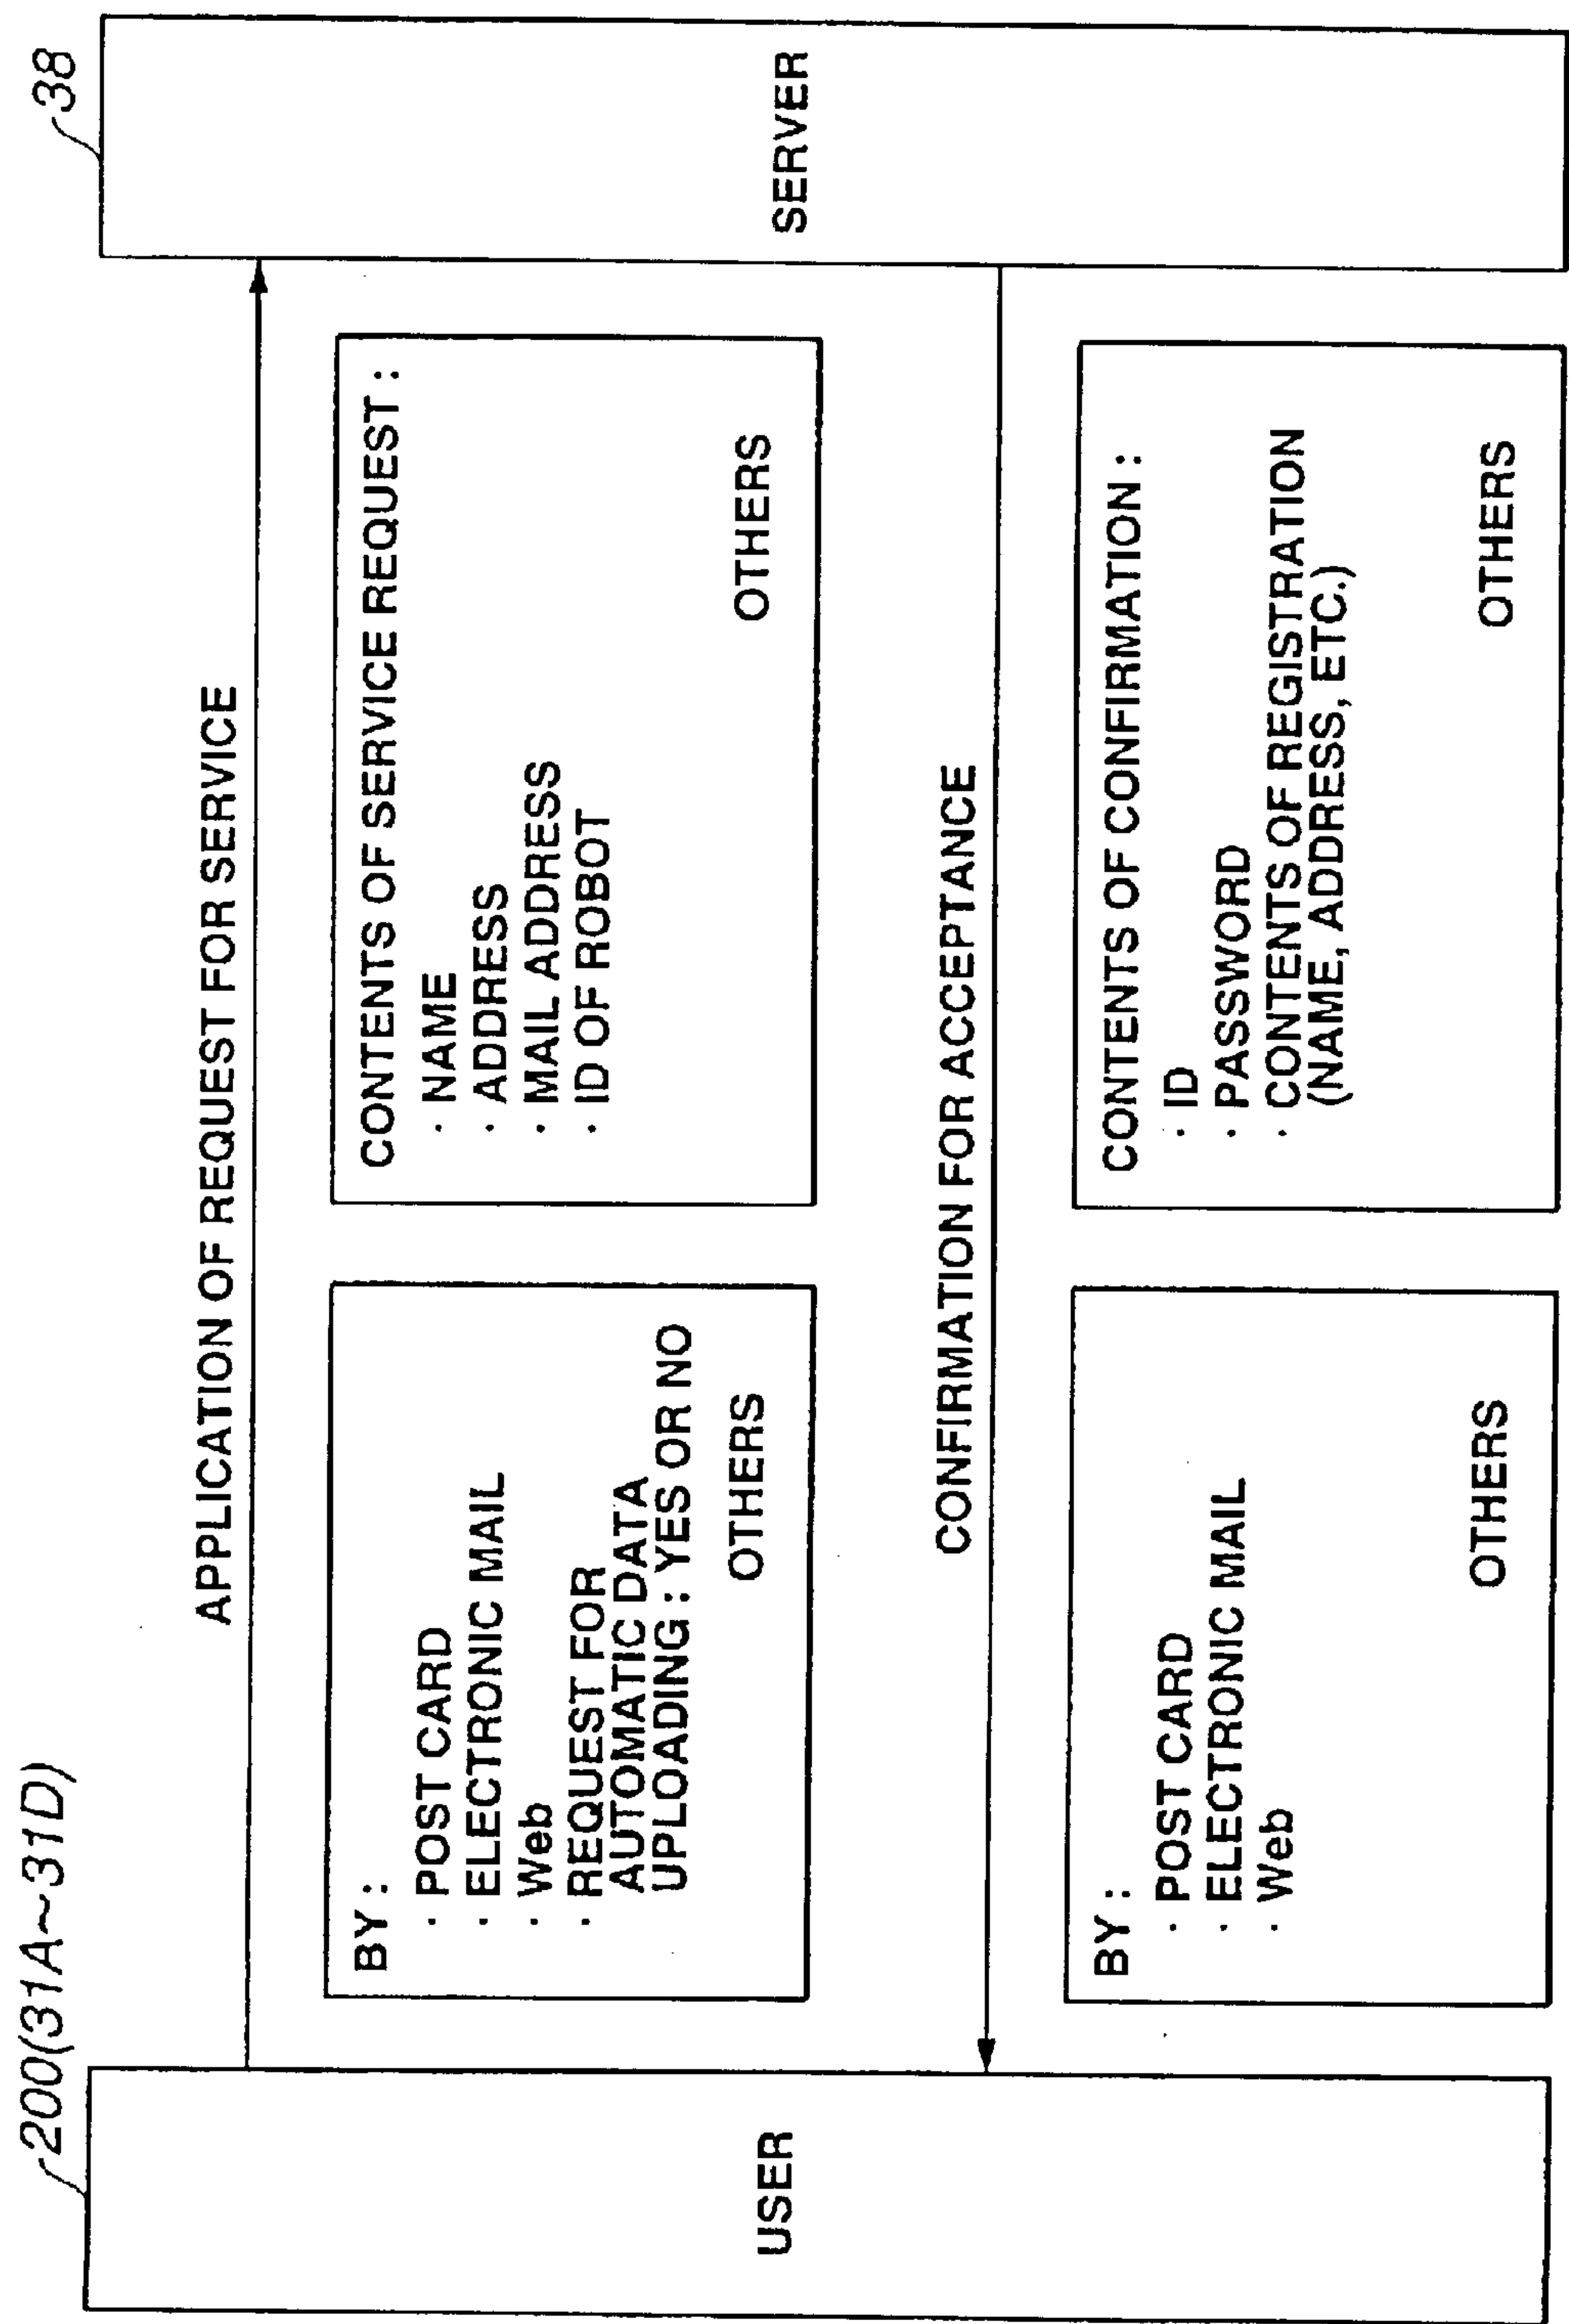 200(31A~31D)
38
USER
SERVER
APPLICATION OF REQUEST FOR SERVICE
BY :
· POST CARD
· ELECTRONIC MAIL
· Web
· REQUEST FOR
AUTOMATIC DATA
UPLOADING : YES OR NO
OTHERS
CONTENTS OF SERVICE REQUEST :
· NAME
· ADDRESS
· MAIL ADDRESS
· ID OF ROBOT
OTHERS
CONFIRMATION FOR ACCEPTANCE
BY :
· POST CARD
· ELECTRONIC MAIL
· Web
OTHERS
CONTENTS OF CONFIRMATION :
· ID
· PASSWORD
· CONTENTS OF REGISTRATION
(NAME, ADDRESS, ETC.)
OTHERS